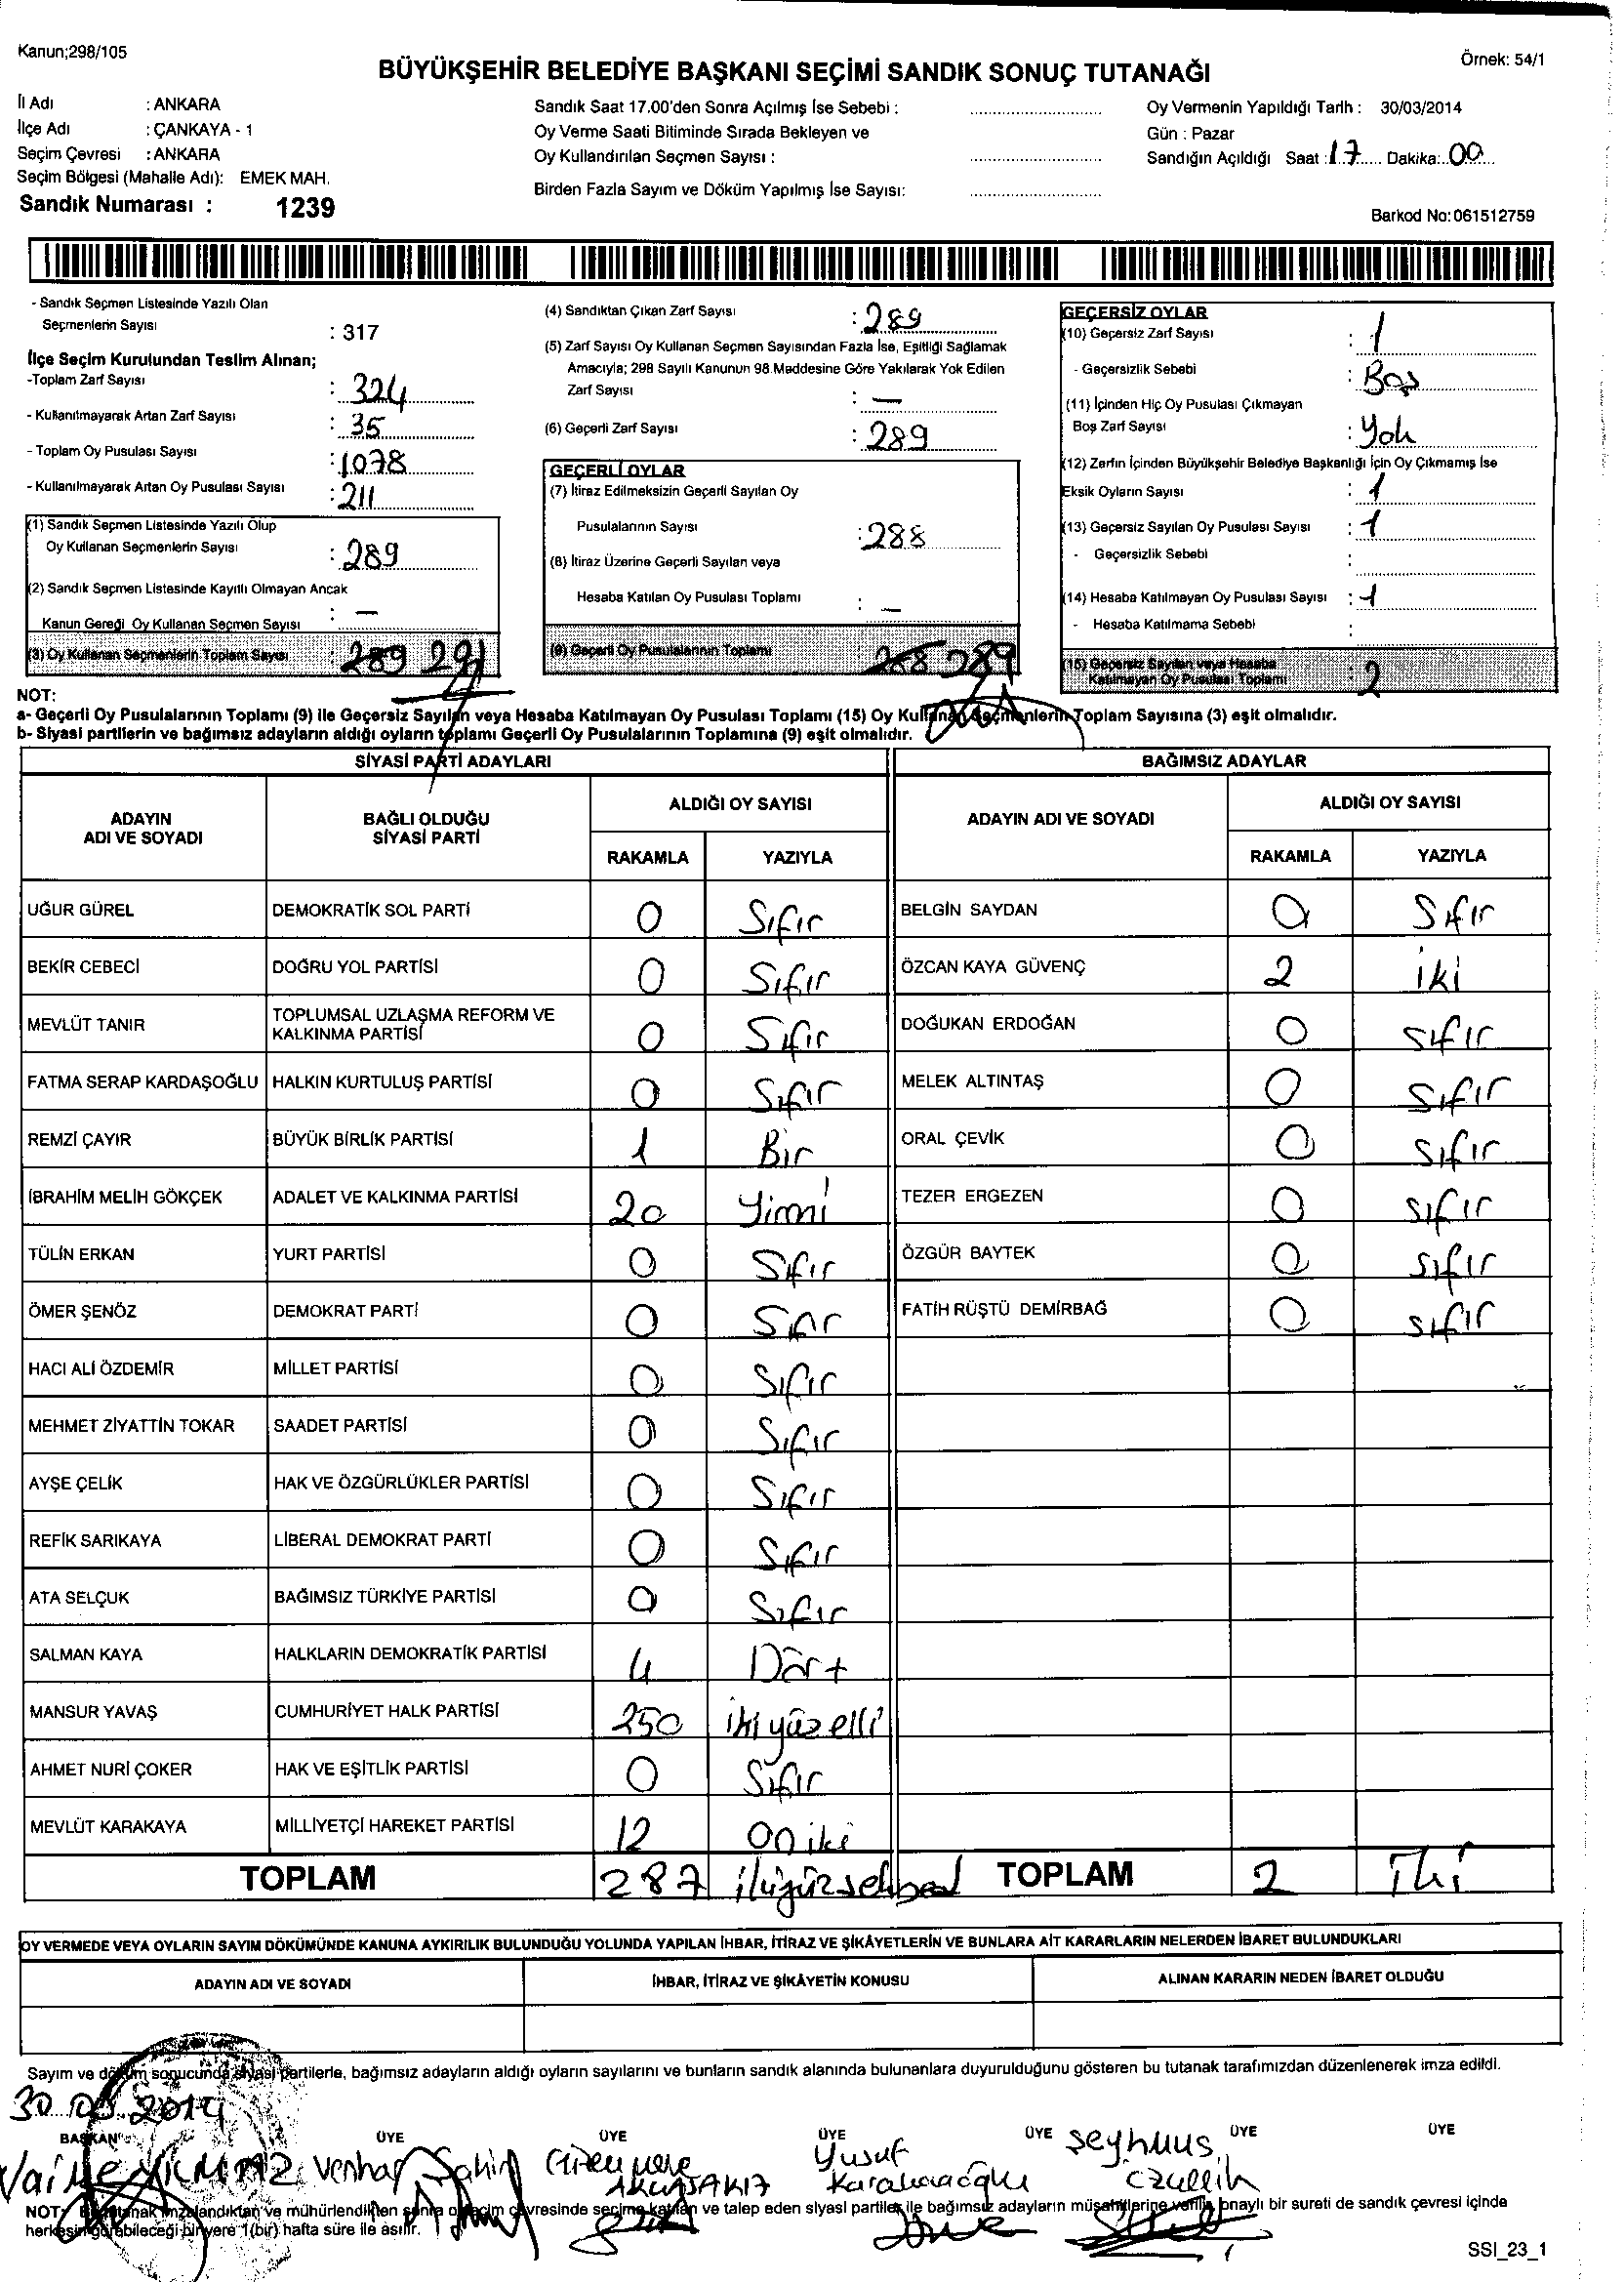 Kanun;298/105
Örnek: 54/1
BÜYÜKŞEHİR BELEDİYE BAŞKANI SEÇİMİ SANDIK SONUÇ TUTANAĞI
İl Adı : ANKARA
İlçe Adı : ÇANKAYA - 1
Seçim Çevresi : ANKARA
Seçim Bölgesi (Mahalle Adı): EMEK MAH.
Sandık Numarası : 1239
Sandık Saat 17.00'den Sonra Açılmış İse Sebebi :
Oy Verme Saati Bitiminde Sırada Bekleyen ve
Oy Kullandırılan Seçmen Sayısı :
Birden Fazla Sayım ve Döküm Yapılmış İse Sayısı:
Oy Vermenin Yapıldığı Tarih : 30/03/2014
Gün : Pazar
Sandığın Açıldığı Saat : 17 Dakika: 00
Barkod No: 061512759
- Sandık Seçmen Listesinde Yazılı Olan
Seçmenlerin Sayısı : 317
İlçe Seçim Kurulundan Teslim Alınan;
-Toplam Zarf Sayısı : 324
- Kullanılmayarak Artan Zarf Sayısı : 35
- Toplam Oy Pusulası Sayısı : 1078
- Kullanılmayarak Artan Oy Pusulası Sayısı : 211
(1) Sandık Seçmen Listesinde Yazılı Olup
Oy Kullanan Seçmenlerin Sayısı : 289
(2) Sandık Seçmen Listesinde Kayıtlı Olmayan Ancak
Kanun Gereği Oy Kullanan Seçmen Sayısı : —
(3) Oy Kullanan Seçmenlerin Toplam Sayısı : 289 291
(4) Sandıktan Çıkan Zarf Sayısı : 289
(5) Zarf Sayısı Oy Kullanan Seçmen Sayısından Fazla İse, Eşitliği Sağlamak
Amacıyla; 298 Sayılı Kanunun 98.Maddesine Göre Yakılarak Yok Edilen
Zarf Sayısı : —
(6) Geçerli Zarf Sayısı : 289
GEÇERLİ OYLAR
(7) İtiraz Edilmeksizin Geçerli Sayılan Oy
Pusulalarının Sayısı : 288
(8) İtiraz Üzerine Geçerli Sayılan veya
Hesaba Katılan Oy Pusulası Toplamı : —
(9) Geçerli Oy Pusulalarının Toplamı 288 289
GEÇERSİZ OYLAR
(10) Geçersiz Zarf Sayısı : 1
- Geçersizlik Sebebi : Boş
(11) İçinden Hiç Oy Pusulası Çıkmayan
Boş Zarf Sayısı : Yok
(12) Zarfın İçinden Büyükşehir Belediye Başkanlığı İçin Oy Çıkmamış İse
Eksik Oyların Sayısı : 1
(13) Geçersiz Sayılan Oy Pusulası Sayısı : 1
- Geçersizlik Sebebi :
(14) Hesaba Katılmayan Oy Pusulası Sayısı : 1
- Hesaba Katılmama Sebebi :
(15) Geçersiz Sayılan veya Hesaba
Katılmayan Oy Pusulası Toplamı : 2
NOT:
a- Geçerli Oy Pusulalarının Toplamı (9) ile Geçersiz Sayılan veya Hesaba Katılmayan Oy Pusulası Toplamı (15) Oy Kullanan Seçmenlerin Toplam Sayısına (3) eşit olmalıdır.
b- Siyasi partilerin ve bağımsız adayların aldığı oyların toplamı Geçerli Oy Pusulalarının Toplamına (9) eşit olmalıdır.
SİYASİ PARTİ ADAYLARI
ADAYIN ADI VE SOYADI BAĞLI OLDUĞU SİYASİ PARTİ ALDIĞI OY SAYISI
RAKAMLA YAZIYLA
UĞUR GÜREL DEMOKRATİK SOL PARTİ 0 Sıfır
BEKİR CEBECİ DOĞRU YOL PARTİSİ 0 Sıfır
MEVLÜT TANIR TOPLUMSAL UZLAŞMA REFORM VE KALKINMA PARTİSİ 0 Sıfır
FATMA SERAP KARDAŞOĞLU HALKIN KURTULUŞ PARTİSİ 0 Sıfır
REMZİ ÇAYIR BÜYÜK BİRLİK PARTİSİ 1 Bir
İBRAHİM MELİH GÖKÇEK ADALET VE KALKINMA PARTİSİ 20 Yirmi
TÜLİN ERKAN YURT PARTİSİ 0 Sıfır
ÖMER ŞENÖZ DEMOKRAT PARTİ 0 Sıfır
HACI ALİ ÖZDEMİR MİLLET PARTİSİ 0 Sıfır
MEHMET ZİYATTİN TOKAR SAADET PARTİSİ 0 Sıfır
AYŞE ÇELİK HAK VE ÖZGÜRLÜKLER PARTİSİ 0 Sıfır
REFİK SARIKAYA LİBERAL DEMOKRAT PARTİ 0 Sıfır
ATA SELÇUK BAĞIMSIZ TÜRKİYE PARTİSİ 0 Sıfır
SALMAN KAYA HALKLARIN DEMOKRATİK PARTİSİ 4 Dört
MANSUR YAVAŞ CUMHURİYET HALK PARTİSİ 250 ikiyüzelli
AHMET NURİ ÇOKER HAK VE EŞİTLİK PARTİSİ 0 Sıfır
MEVLÜT KARAKAYA MİLLİYETÇİ HAREKET PARTİSİ 12 Oniki
TOPLAM 287
BAĞIMSIZ ADAYLAR
ADAYIN ADI VE SOYADI ALDIĞI OY SAYISI
RAKAMLA YAZIYLA
BELGİN SAYDAN 0 Sıfır
ÖZCAN KAYA GÜVENÇ 2 iki
DOĞUKAN ERDOĞAN 0 sıfır
MELEK ALTINTAŞ 0 Sıfır
ORAL ÇEVİK 0 sıfır
TEZER ERGEZEN 0 sıfır
ÖZGÜR BAYTEK 0 sıfır
FATİH RÜŞTÜ DEMİRBAĞ 0 sıfır
TOPLAM 2 İki
OY VERMEDE VEYA OYLARIN SAYIM DÖKÜMÜNDE KANUNA AYKIRILIK BULUNDUĞU YOLUNDA YAPILAN İHBAR, İTİRAZ VE ŞİKÂYETLERİN VE BUNLARA AİT KARARLARIN NELERDEN İBARET BULUNDUKLARI
ADAYIN ADI VE SOYADI İHBAR, İTİRAZ VE ŞİKÂYETİN KONUSU ALINAN KARARIN NEDEN İBARET OLDUĞU
Sayım ve döküm sonucunda siyasi partilerle, bağımsız adayların aldığı oyların sayılarını ve bunların sandık alanında bulunanlara duyurulduğunu gösteren bu tutanak tarafımızdan düzenlenerek imza edildi.
30 03 2014
BAŞKAN ÜYE ÜYE ÜYE ÜYE ÜYE ÜYE
YILMAZ Şahin Yusuf Seyhmus
NOT: Bu tutanak imzalandıktan ve mühürlendikten sonra o seçim çevresinde seçime katılan ve talep eden siyasi partiler ile bağımsız adayların müşahitlerine verilir, onaylı bir sureti de sandık çevresi içinde
herkesin görebileceği bir yere 1(bir) hafta süre ile asılır.
SSI_23_1